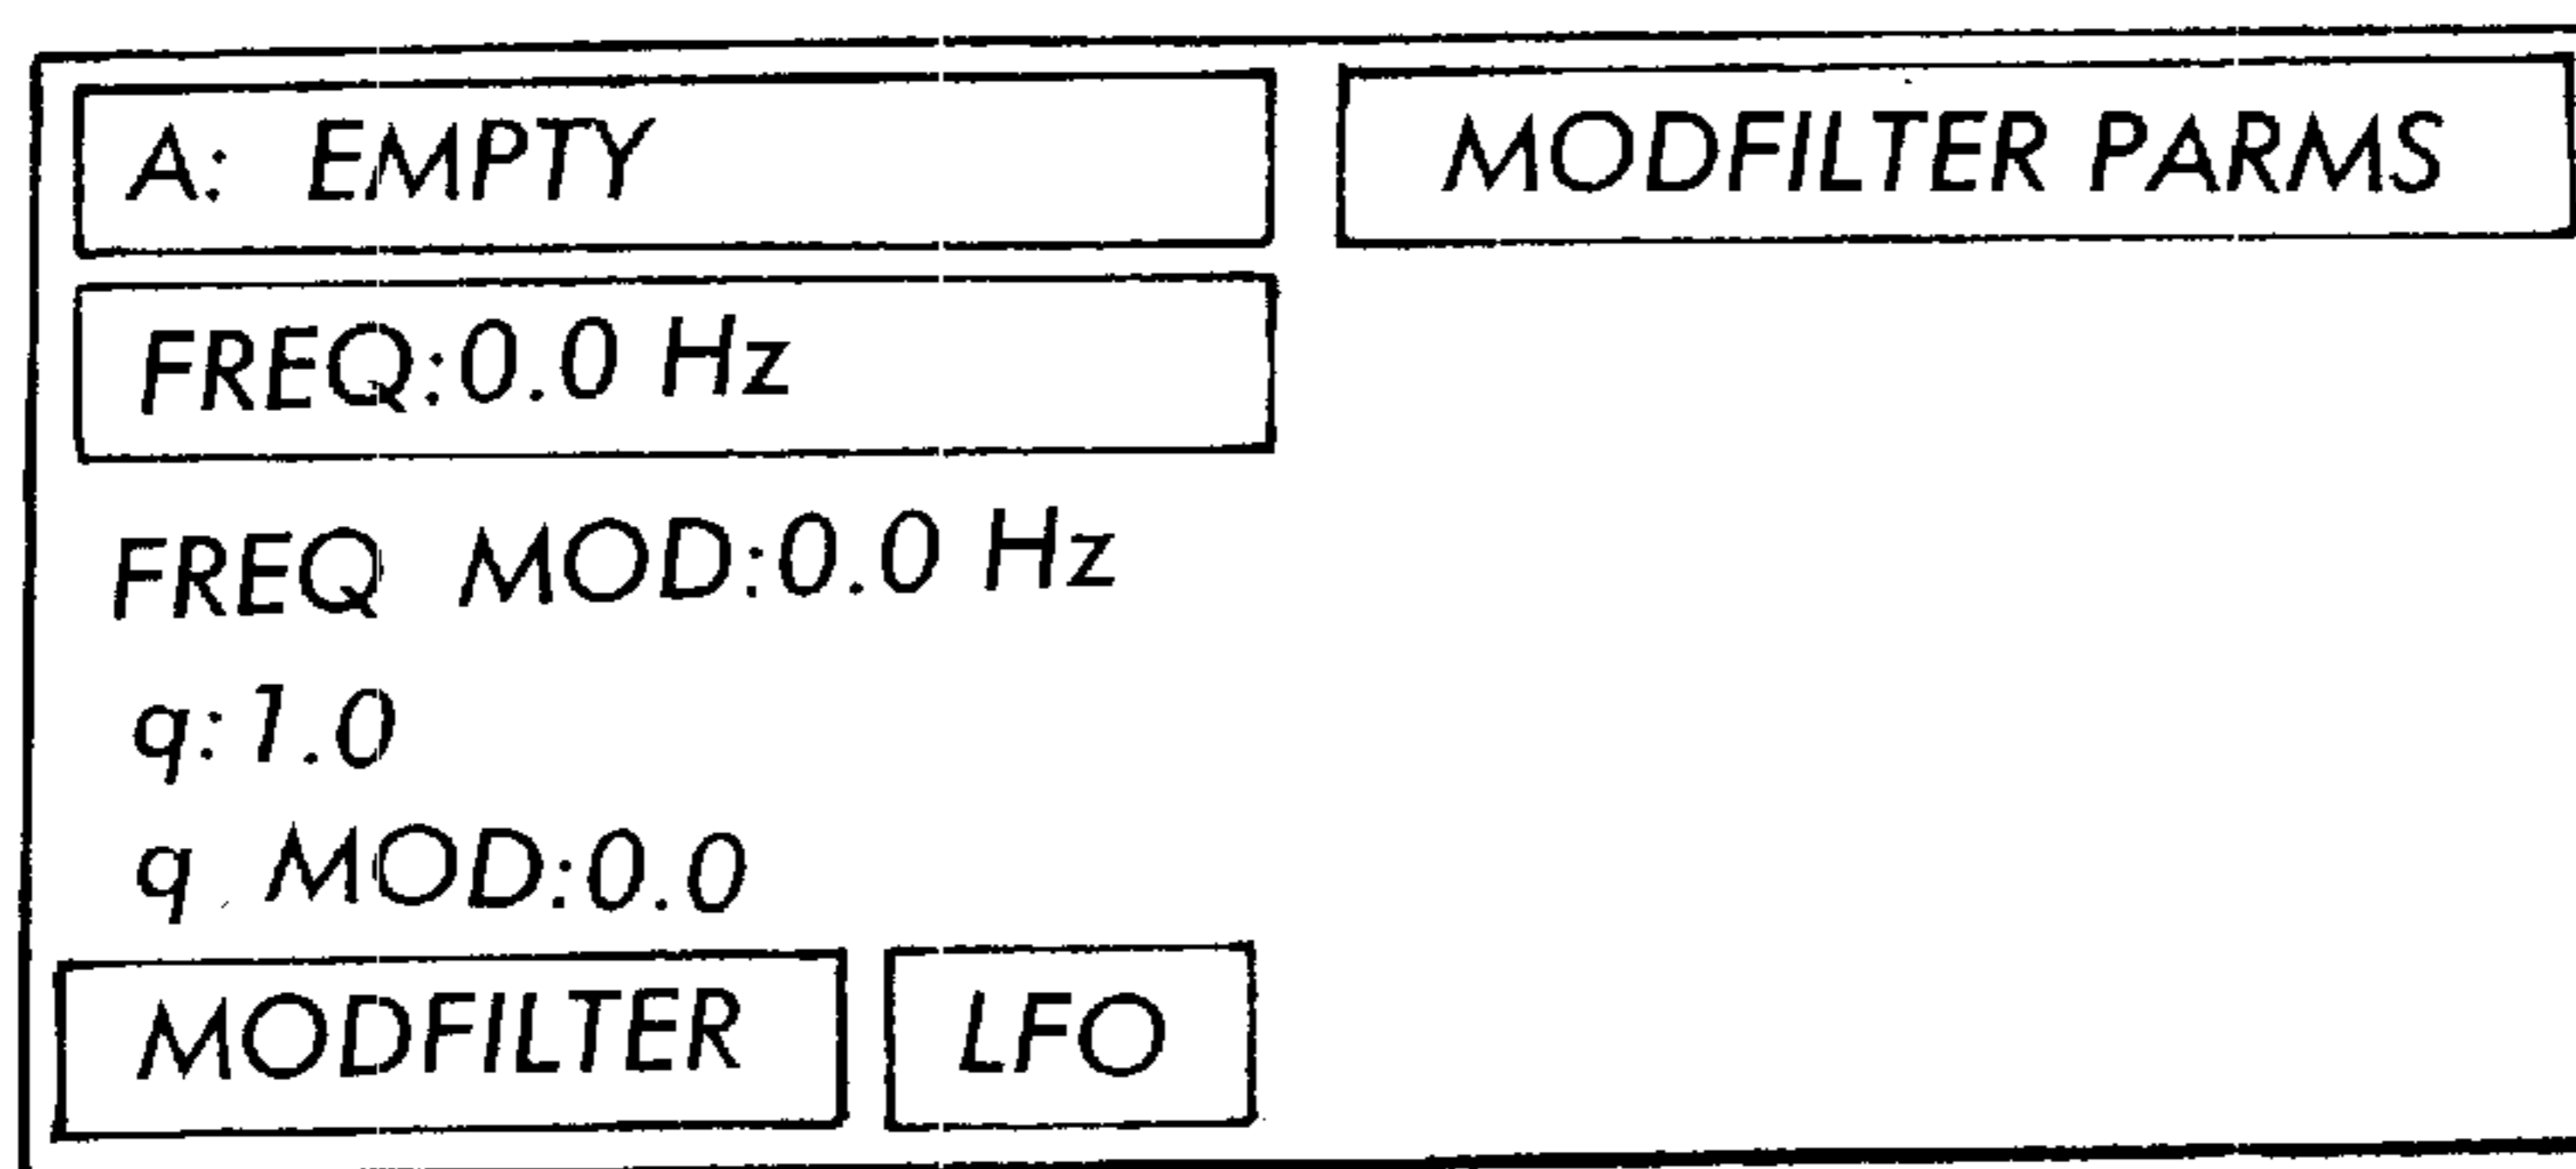 A: EMPTY MODFILTER PARMS
FREQ:0.0 Hz
FREQ MOD:0.0 Hz
q:1.0
q MOD:0.0
MODFILTER LFO